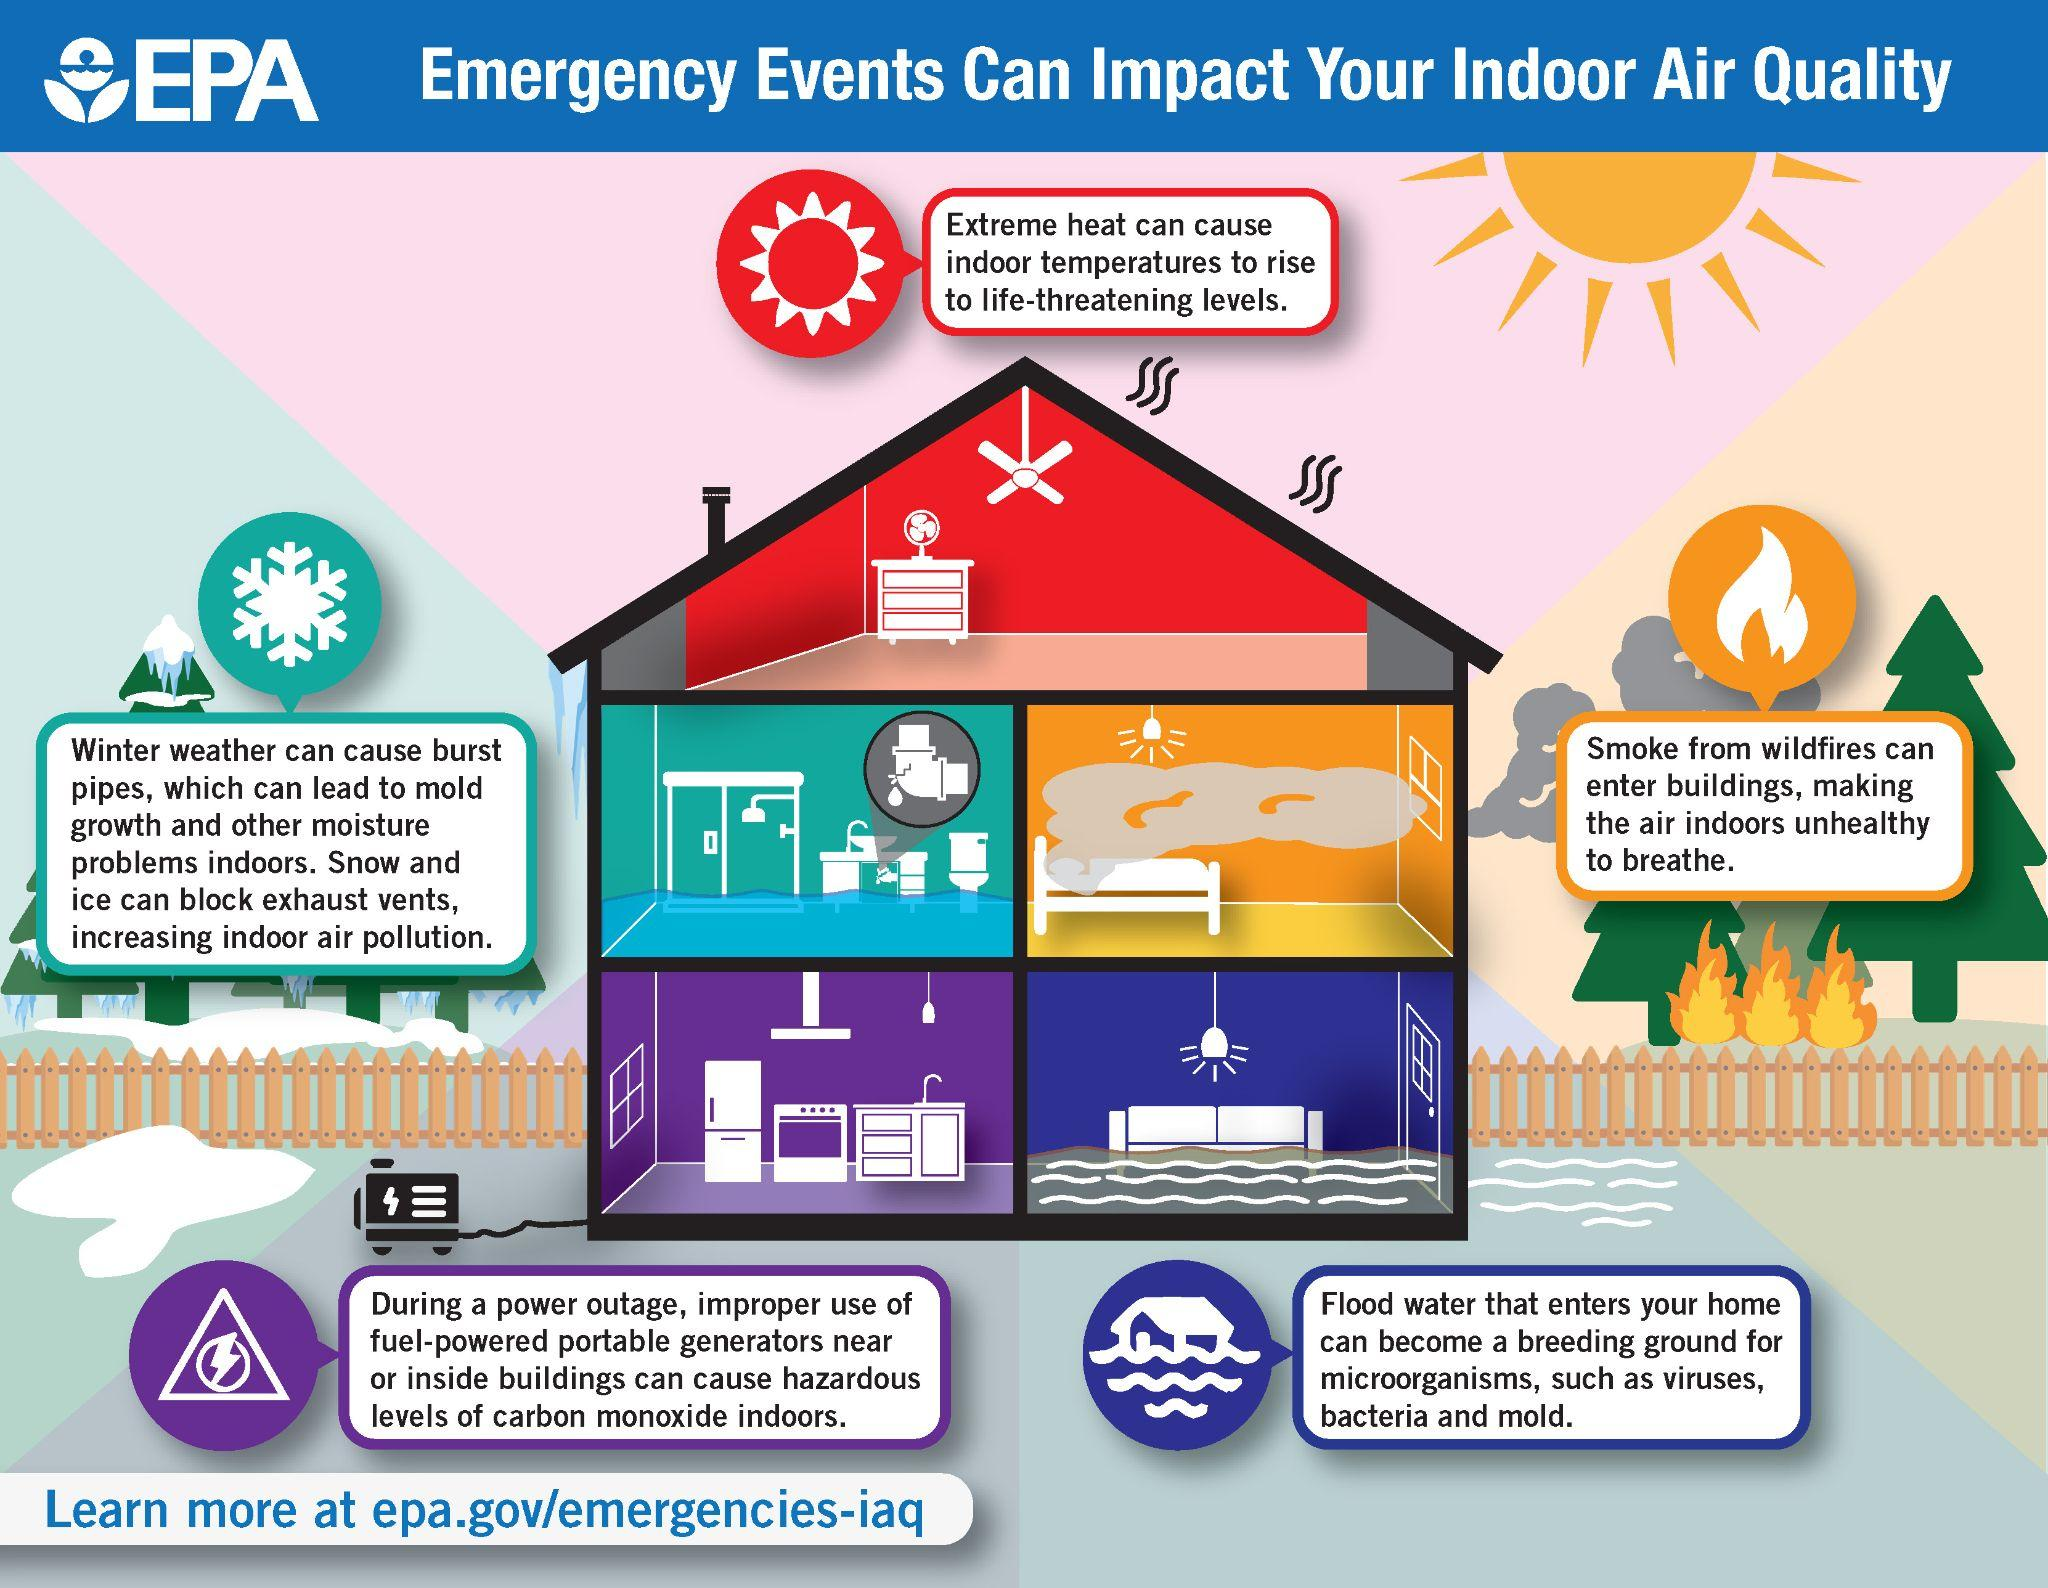 EPA
Emergency Events Can Impact Your Indoor Air Quality
Extreme heat can cause
indoor temperatures to rise
to life-threatening levels.
Winter weather can cause burst
pipes, which can lead to mold
growth and other moisture
problems indoors. Snow and
ice can block exhaust vents,
increasing indoor air pollution.
Smoke from wildfires can
enter buildings, making
the air indoors unhealthy
to breathe.
During a power outage, improper use of
fuel-powered portable generators near
or inside buildings can cause hazardous
levels of carbon monoxide indoors.
Flood water that enters your home
can become a breeding ground for
microorganisms, such as viruses,
bacteria and mold.
Learn more at epa.gov/emergencies-iaq